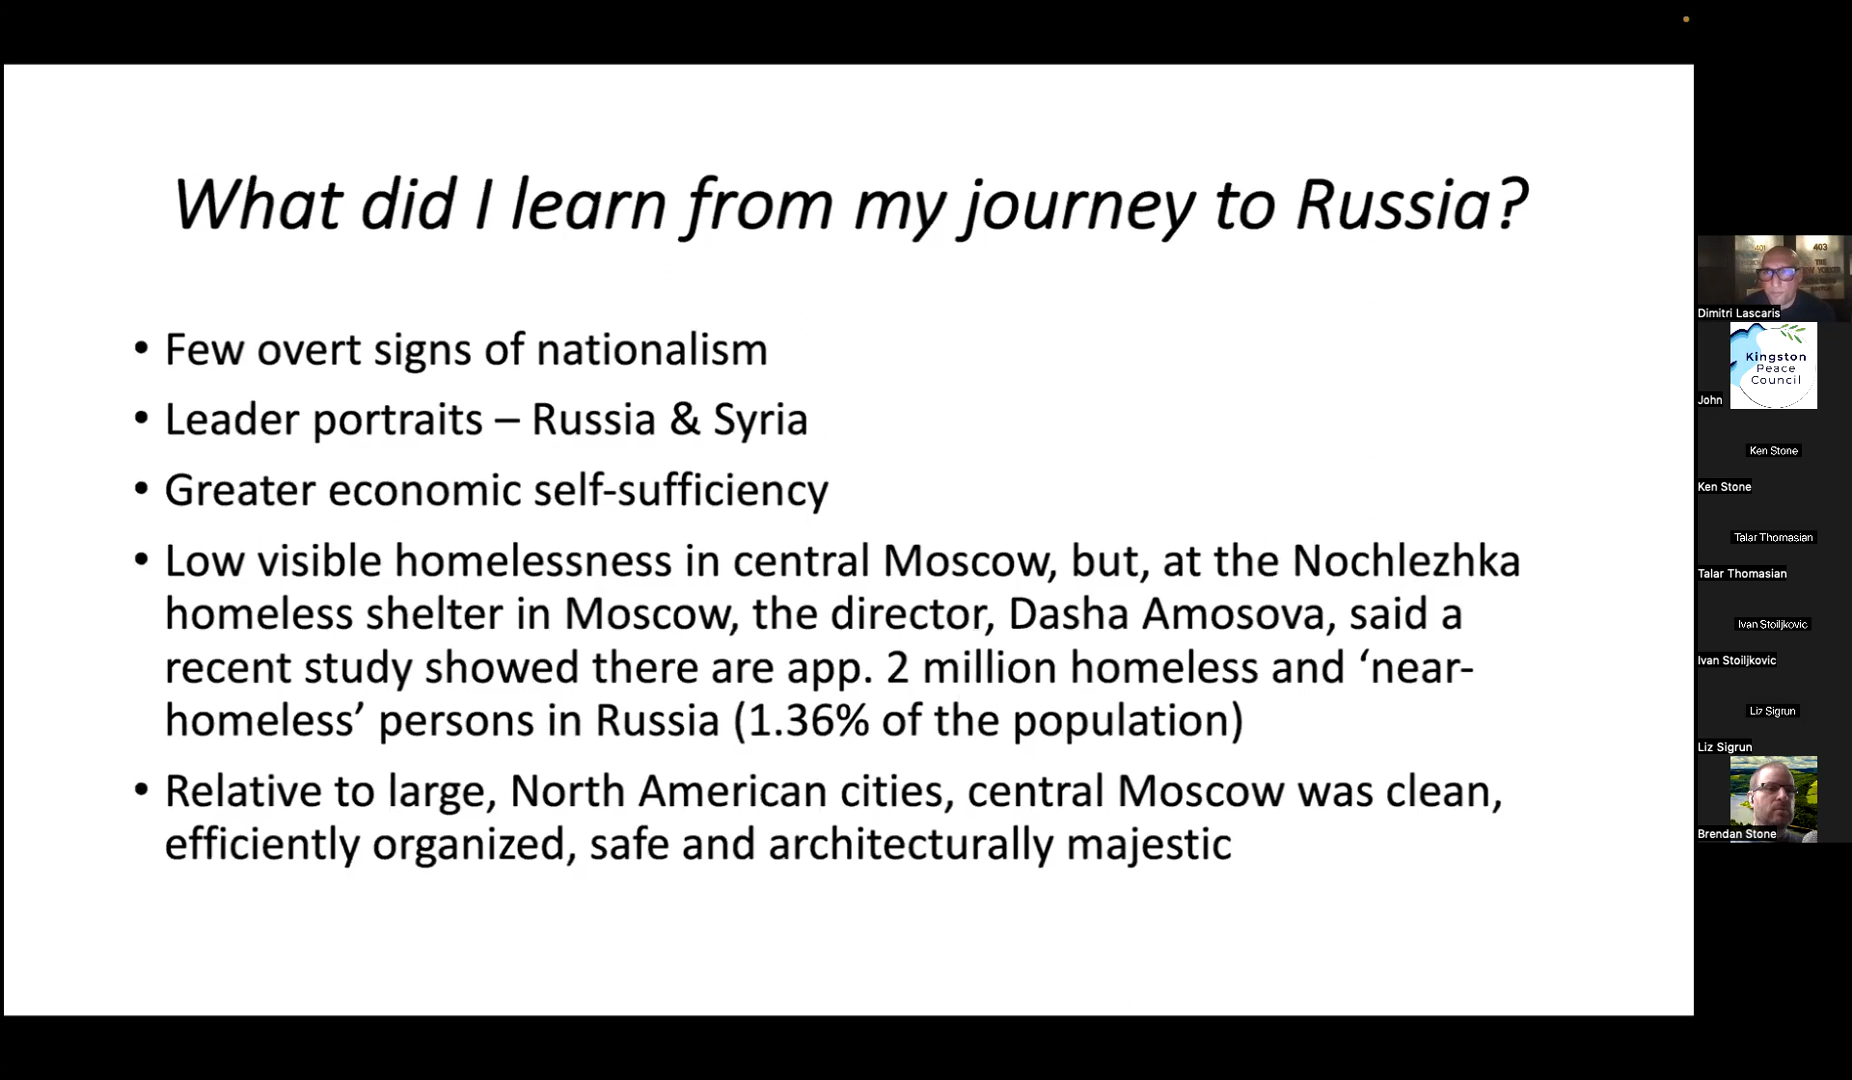 What did I learn from my journey to Russia?
• Few overt signs of nationalism
• Leader portraits – Russia & Syria
• Greater economic self-sufficiency
• Low visible homelessness in central Moscow, but, at the Nochlezhka
homeless shelter in Moscow, the director, Dasha Amosova, said a
recent study showed there are app. 2 million homeless and ‘near-
homeless’ persons in Russia (1.36% of the population)
• Relative to large, North American cities, central Moscow was clean,
efficiently organized, safe and architecturally majestic
401
403
THE
Dimitri Lascaris
Kingston
Peace
Council
John
Ken Stone
Ken Stone
Talar Thomasian
Talar Thomasian
Ivan Stoiljkovic
Ivan Stoiljkovic
Liz Sigrun
Liz Sigrun
Brendan Stone